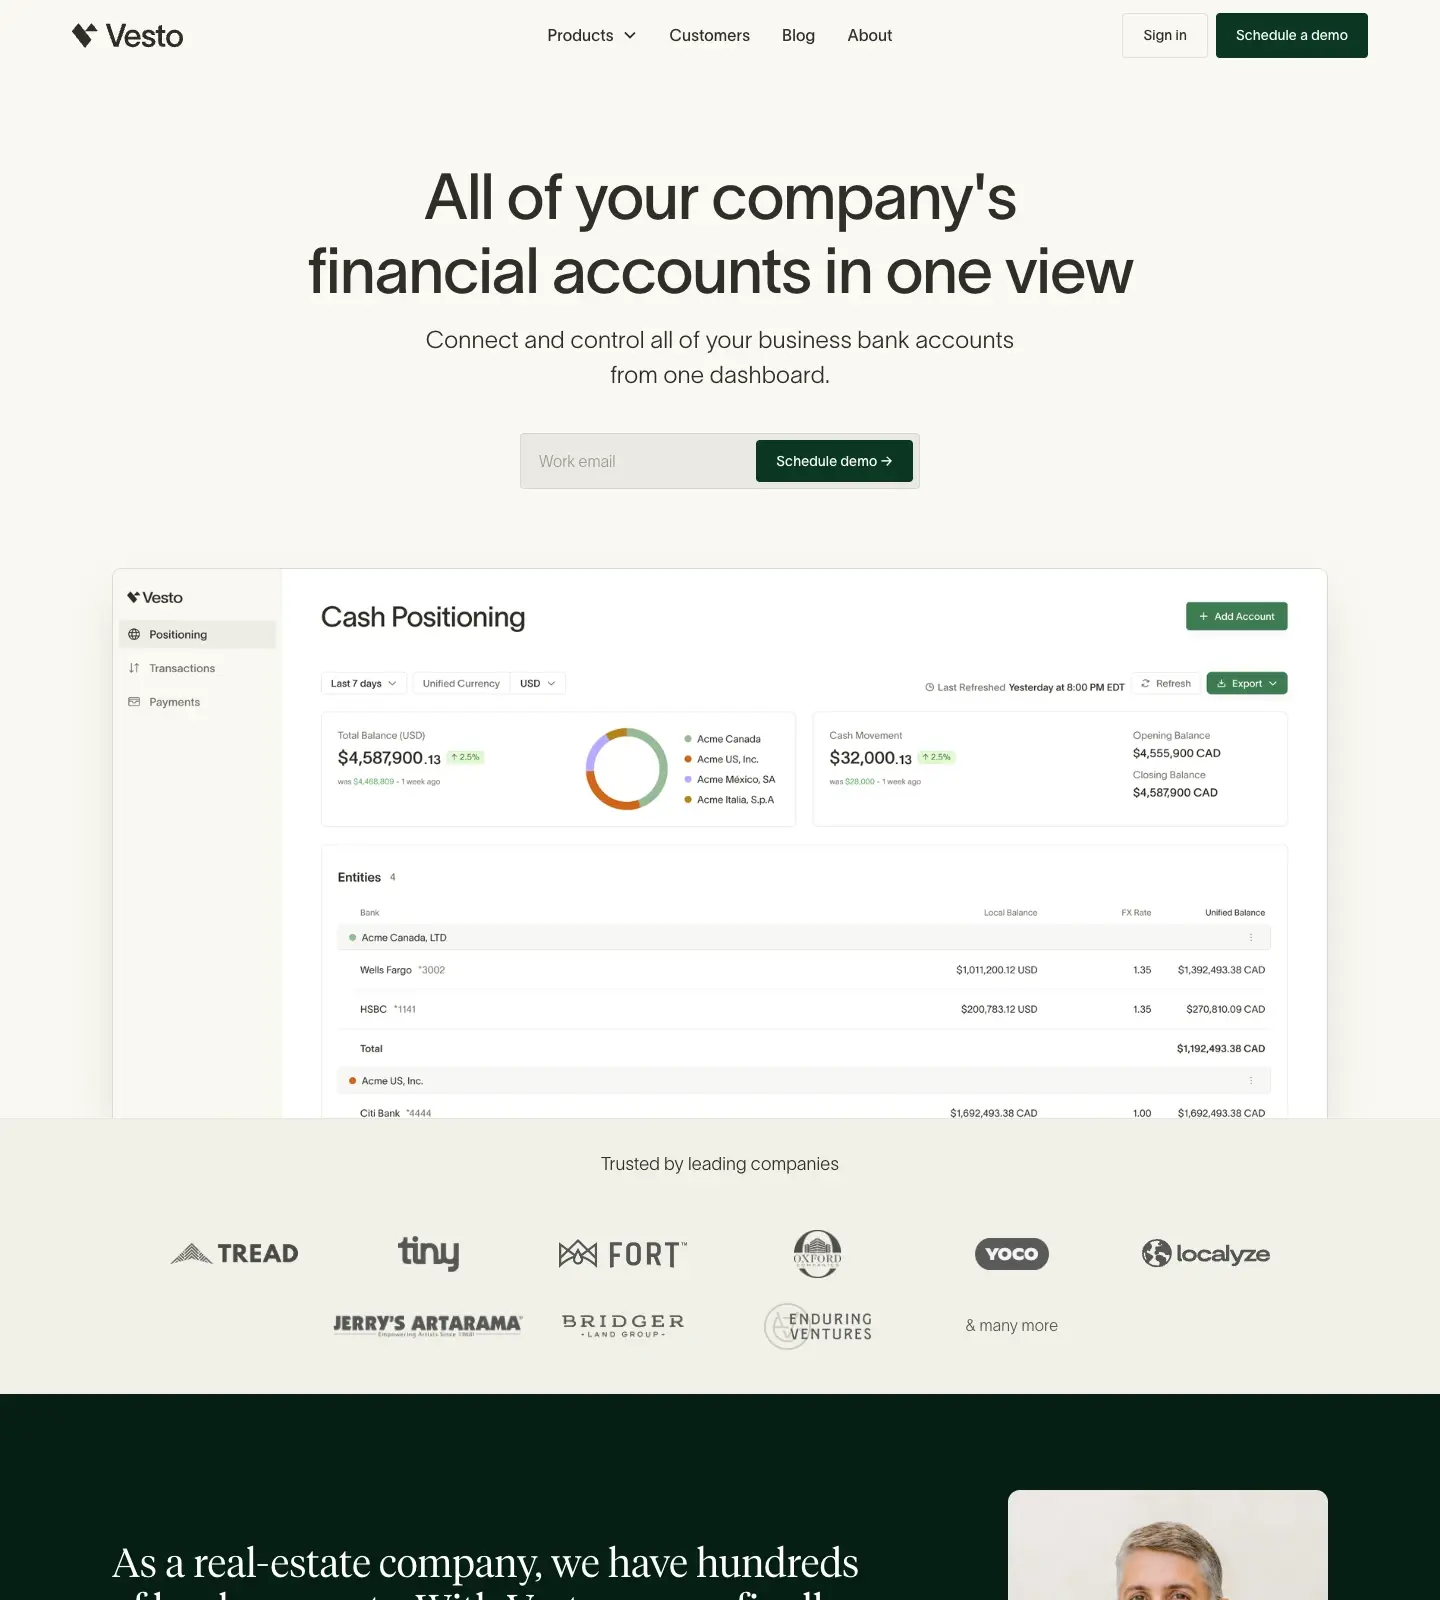 Vesto
Products
Customers
Blog
About
Sign in
Schedule a demo
All of your company's
financial accounts in one view
Connect and control all of your business bank accounts
from one dashboard.
Work email
Schedule demo →
Vesto
Positioning
Transactions
Payments
Cash Positioning
+ Add Account
Last 7 days
Unified Currency
USD
Last Refreshed Yesterday at 8:00 PM EDT
Refresh
Export
Total Balance (USD)
$4,587,900.13 ↑ 2.5%
was $4,468,809 - 1 week ago
Acme Canada
Acme US, Inc.
Acme México, SA
Acme Italia, S.p.A
Cash Movement
$32,000.13 ↑ 2.5%
was $28,000 - 1 week ago
Opening Balance
$4,555,900 CAD
Closing Balance
$4,587,900 CAD
Entities 4
Bank Local Balance FX Rate Unified Balance
Acme Canada, LTD
Wells Fargo *3002 $1,011,200.12 USD 1.35 $1,392,493.38 CAD
HSBC *1141 $200,783.12 USD 1.35 $270,810.09 CAD
Total $1,192,493.38 CAD
Acme US, Inc.
Citi Bank *4444 $1,692,493.38 CAD 1.00 $1,692,493.38 CAD
Trusted by leading companies
TREAD
tiny
FORT™
OXFORD
COMPANIES
YOCO
localyze
JERRY'S ARTARAMA
Empowering Artists Since 1968!
BRIDGER
- LAND GROUP -
ENDURING
VENTURES
& many more
As a real-estate company, we have hundreds